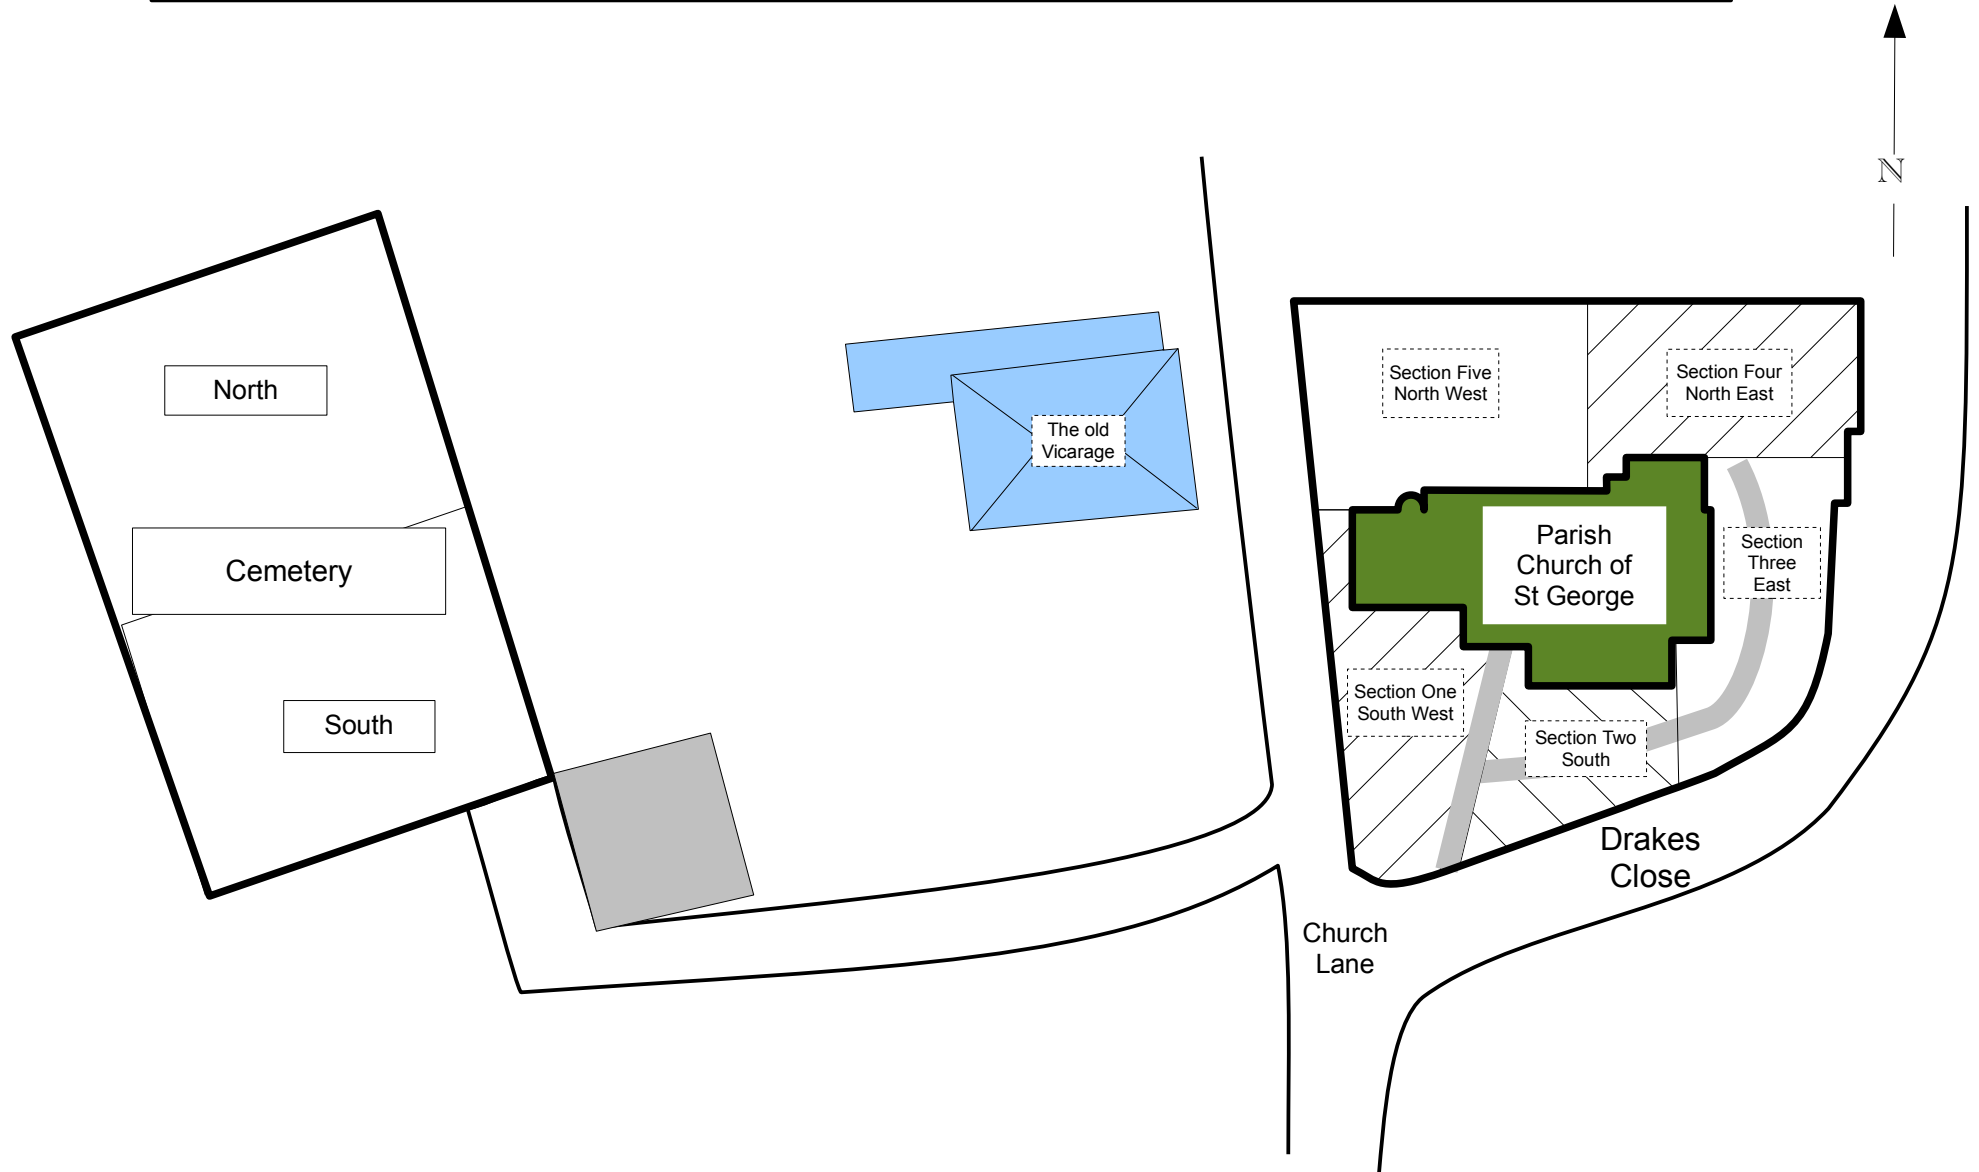 N
North
Cemetery
South
The old
Vicarage
Section Five
North West
Section Four
North East
Parish
Church of
St George
Section
Three
East
Section One
South West
Section Two
South
Drakes
Close
Church
Lane